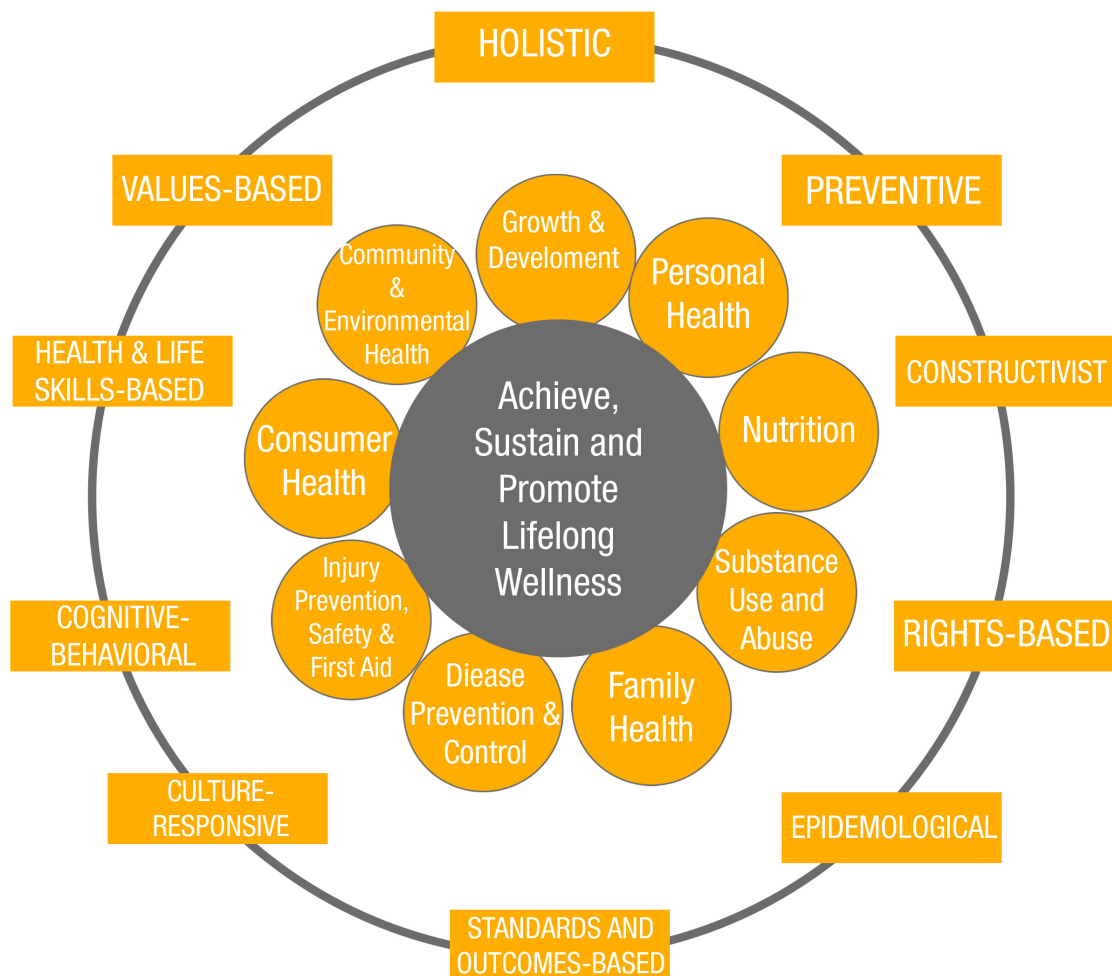 HOLISTIC
PREVENTIVE
CONSTRUCTIVIST
RIGHTS-BASED
EPIDEMOLOGICAL
STANDARDS AND
OUTCOMES-BASED
CULTURE-
RESPONSIVE
COGNITIVE-
BEHAVIORAL
HEALTH & LIFE
SKILLS-BASED
VALUES-BASED
Growth &
Develoment
Personal
Health
Nutrition
Substance
Use and
Abuse
Family
Health
Diease
Prevention &
Control
Injury
Prevention,
Safety &
First Aid
Consumer
Health
Community
&
Environmental
Health
Achieve,
Sustain and
Promote
Lifelong
Wellness